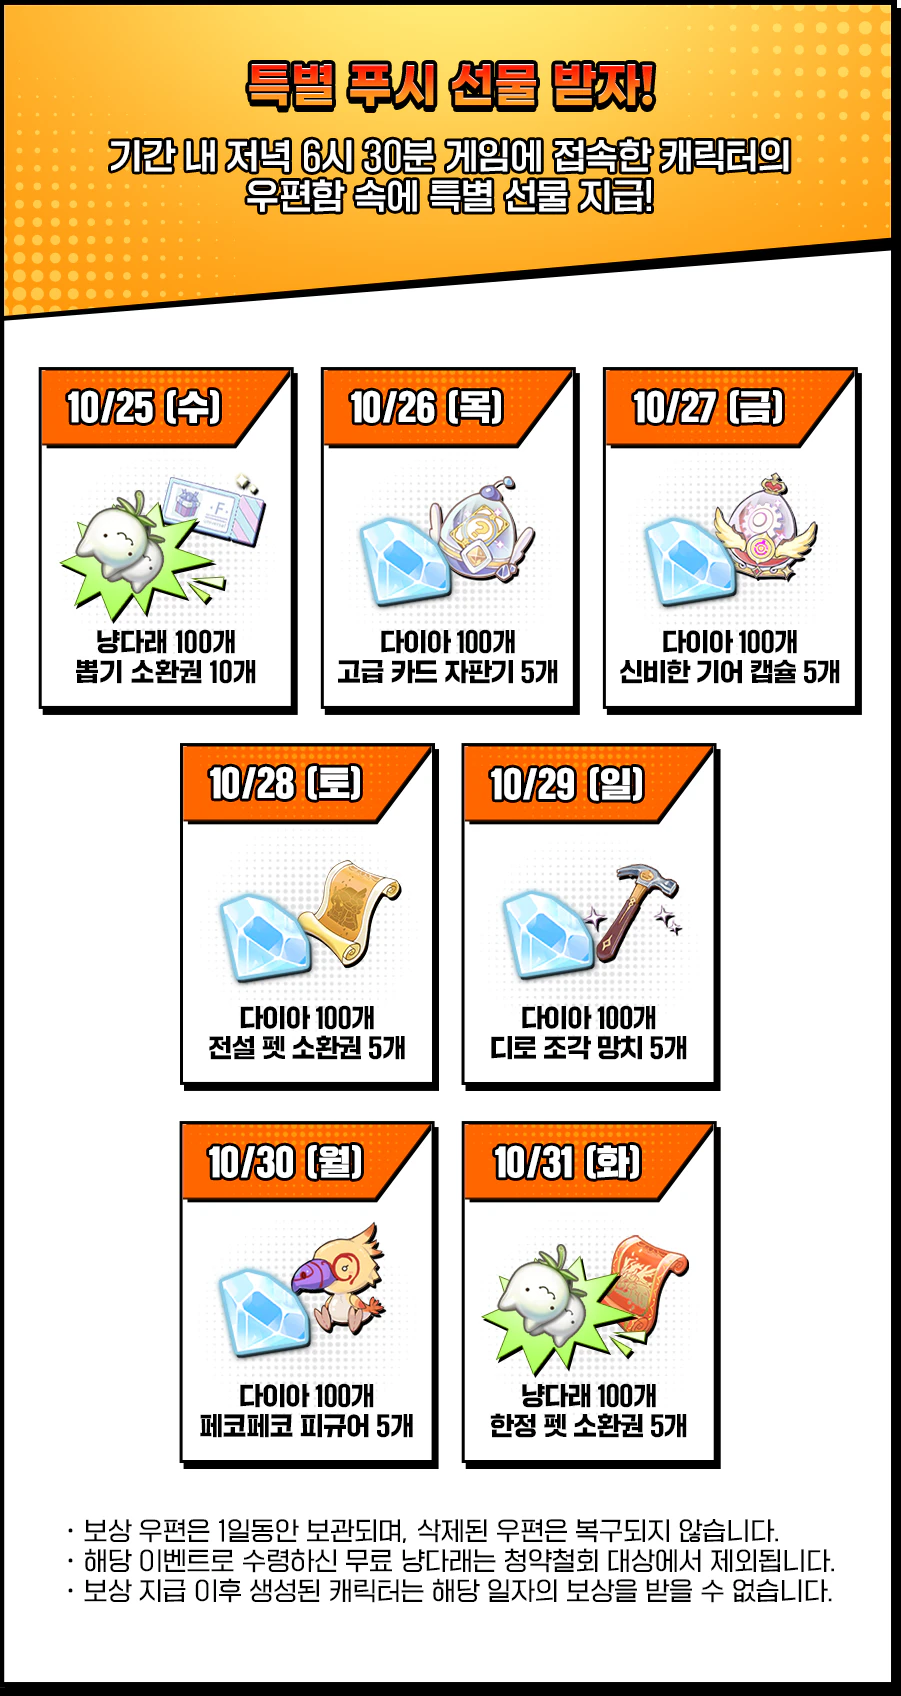 특별 푸시 선물 받자!
기간 내 저녁 6시 30분 게임에 접속한 캐릭터의
우편함 속에 특별 선물 지급!
10/25 (수)
·F·
냥다래 100개
뽑기 소환권 10개
10/26 (목)
?
다이아 100개
고급 카드 자판기 5개
10/27 (금)
다이아 100개
신비한 기어 캡슐 5개
10/28 (토)
다이아 100개
전설 펫 소환권 5개
10/29 (일)
다이아 100개
디로 조각 망치 5개
10/30 (월)
다이아 100개
페코페코 피규어 5개
10/31 (화)
냥다래 100개
한정 펫 소환권 5개
· 보상 우편은 1일동안 보관되며, 삭제된 우편은 복구되지 않습니다.
· 해당 이벤트로 수령하신 무료 냥다래는 청약철회 대상에서 제외됩니다.
· 보상 지급 이후 생성된 캐릭터는 해당 일자의 보상을 받을 수 없습니다.